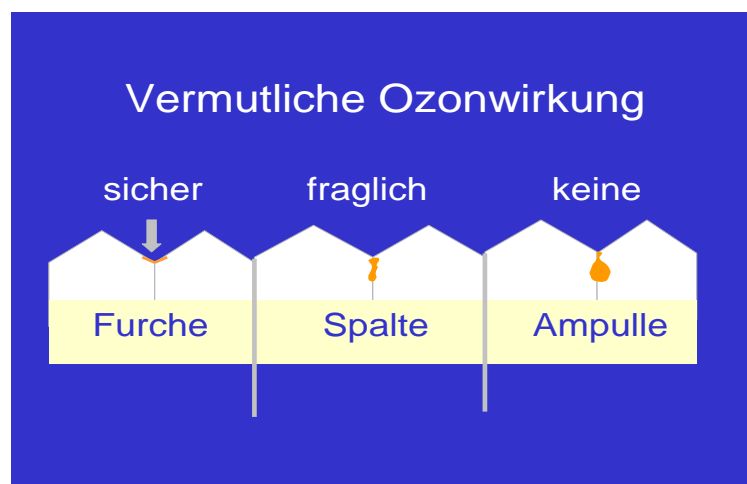 Vermutliche Ozonwirkung
sicher fraglich keine
Furche Spalte Ampulle